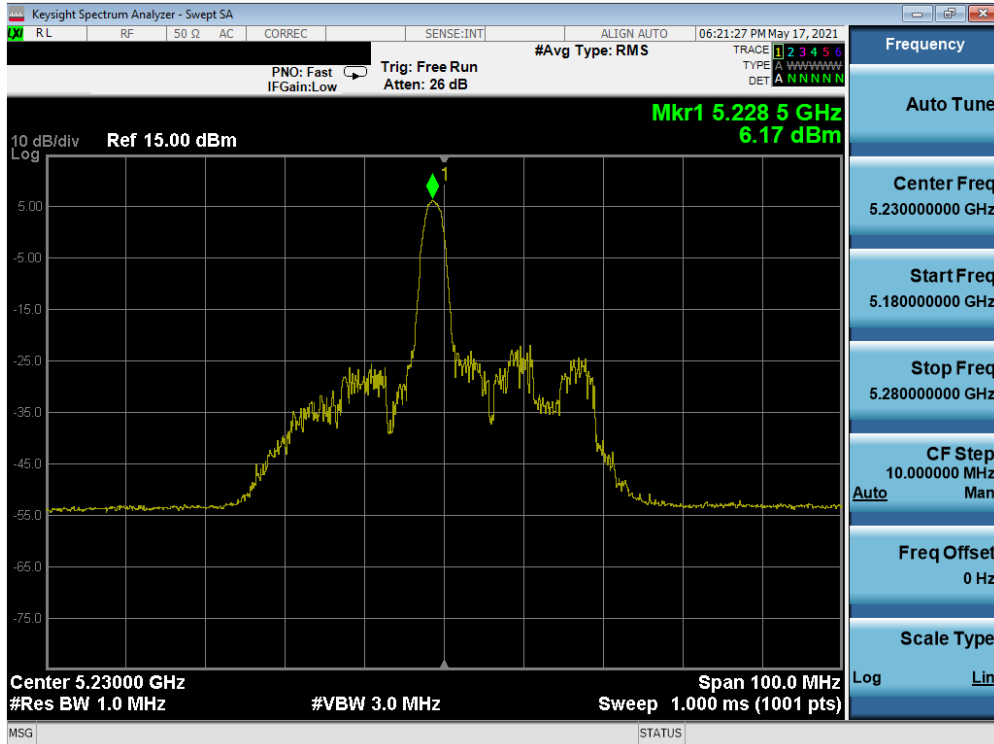 Keysight Spectrum Analyzer - Swept SA
LXI RL RF 50 Ω AC CORREC SENSE:INT ALIGN AUTO 06:21:27 PM May 17, 2021
PNO: Fast
IFGain:Low
Trig: Free Run
Atten: 26 dB
#Avg Type: RMS
TRACE 1 2 3 4 5 6
TYPE A WWWWW
DET A N N N N N
Mkr1 5.228 5 GHz
6.17 dBm
10 dB/div Ref 15.00 dBm
Log
1
5.00
-5.00
-15.0
-25.0
-35.0
-45.0
-55.0
-65.0
-75.0
Center 5.23000 GHz Span 100.0 MHz
#Res BW 1.0 MHz #VBW 3.0 MHz Sweep 1.000 ms (1001 pts)
MSG STATUS
Frequency
Auto Tune
Center Freq
5.230000000 GHz
Start Freq
5.180000000 GHz
Stop Freq
5.280000000 GHz
CF Step
10.000000 MHz
Auto Man
Freq Offset
0 Hz
Scale Type
Log Lin